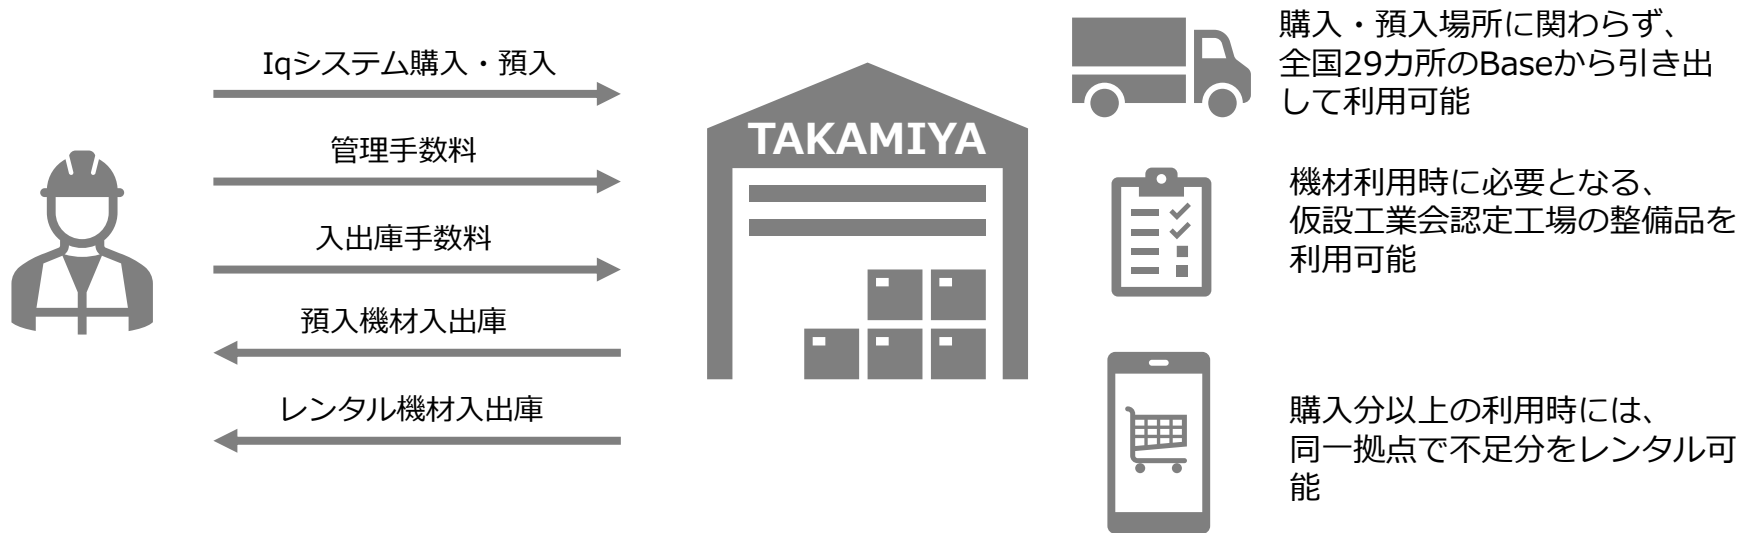 Iqシステム購入・預入
管理手数料
入出庫手数料
預入機材入出庫
レンタル機材入出庫
TAKAMIYA
購入・預入場所に関わらず、
全国29カ所のBaseから引き出
して利用可能
機材利用時に必要となる、
仮設工業会認定工場の整備品を
利用可能
購入分以上の利用時には、
同一拠点で不足分をレンタル可
能